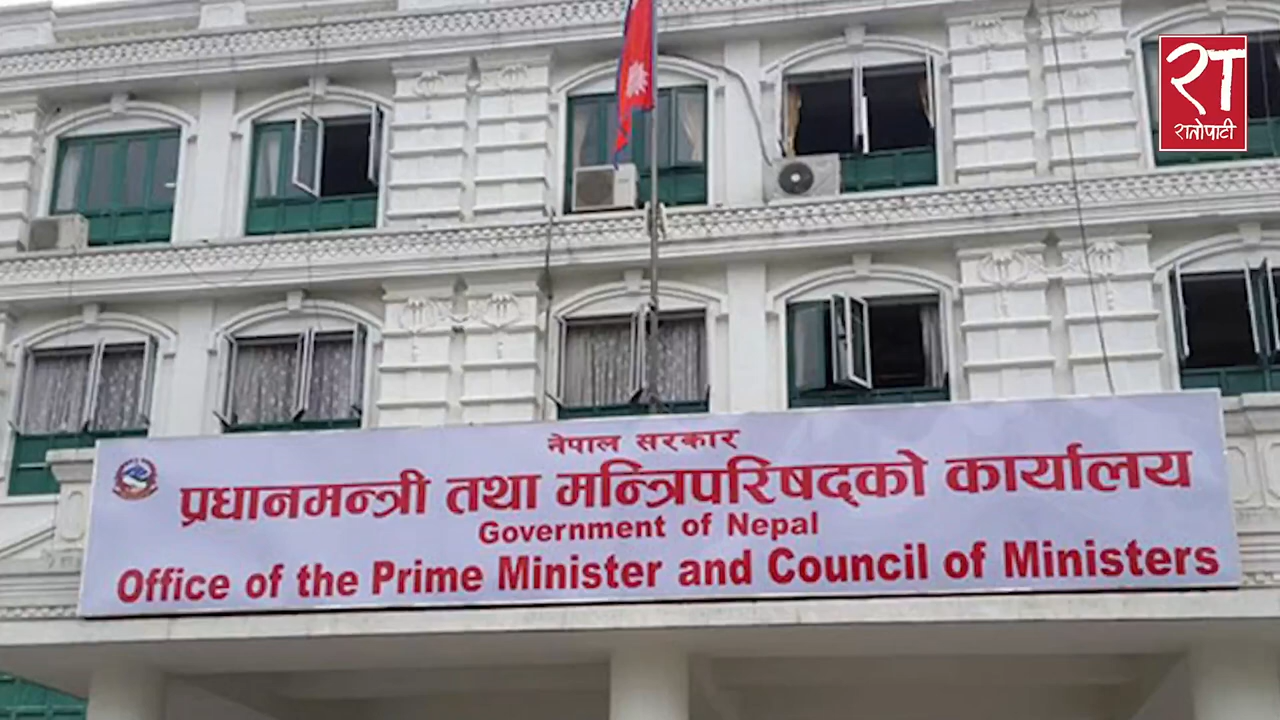 रा
रातोपाटी
नेपाल सरकार
प्रधानमन्त्री तथा मन्त्रिपरिषद्को कार्यालय
Government of Nepal
Office of the Prime Minister and Council of Ministers